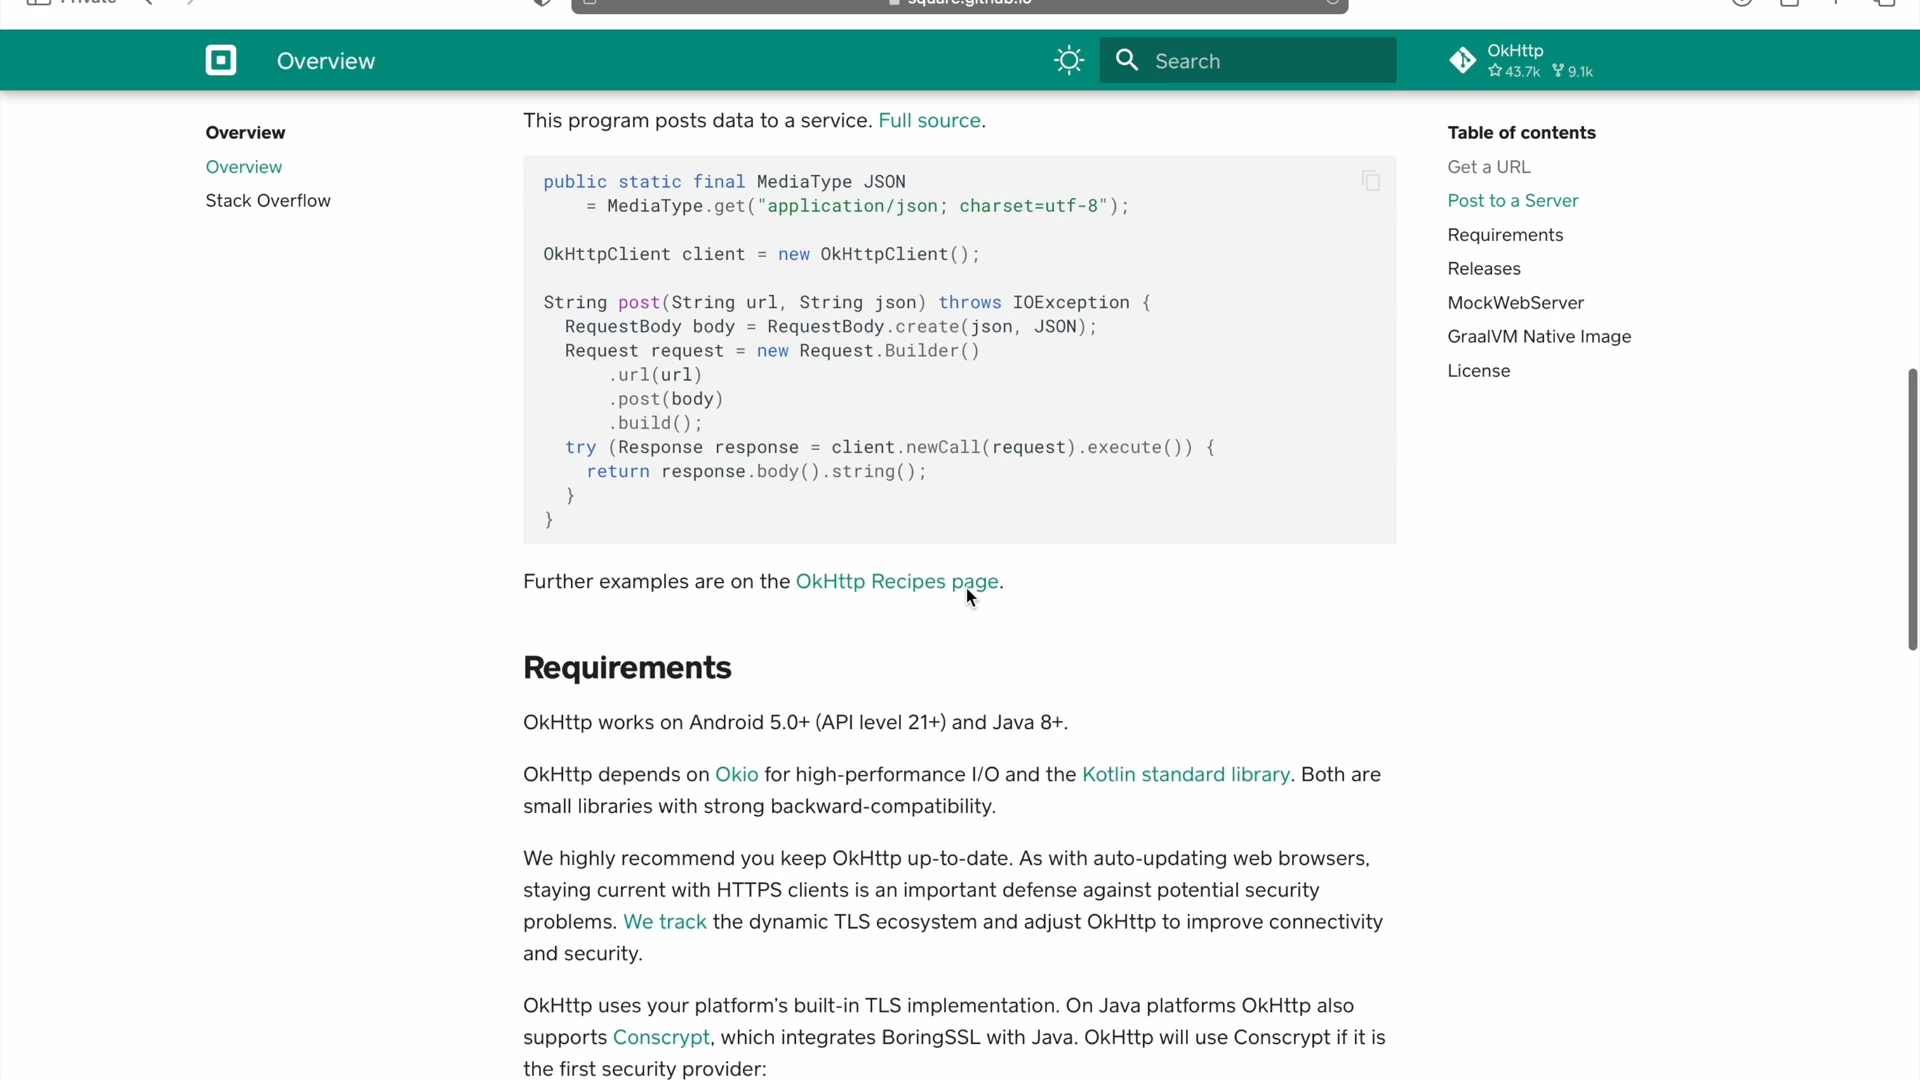 Private
square.github.io
Overview
Search
OkHttp
43.7k 9.1k
Overview
Overview
Stack Overflow
This program posts data to a service. Full source.
public static final MediaType JSON
    = MediaType.get("application/json; charset=utf-8");
OkHttpClient client = new OkHttpClient();
String post(String url, String json) throws IOException {
  RequestBody body = RequestBody.create(json, JSON);
  Request request = new Request.Builder()
      .url(url)
      .post(body)
      .build();
  try (Response response = client.newCall(request).execute()) {
    return response.body().string();
  }
}
Further examples are on the OkHttp Recipes page.
Requirements
OkHttp works on Android 5.0+ (API level 21+) and Java 8+.
OkHttp depends on Okio for high-performance I/O and the Kotlin standard library. Both are
small libraries with strong backward-compatibility.
We highly recommend you keep OkHttp up-to-date. As with auto-updating web browsers,
staying current with HTTPS clients is an important defense against potential security
problems. We track the dynamic TLS ecosystem and adjust OkHttp to improve connectivity
and security.
OkHttp uses your platform's built-in TLS implementation. On Java platforms OkHttp also
supports Conscrypt, which integrates BoringSSL with Java. OkHttp will use Conscrypt if it is
the first security provider:
Table of contents
Get a URL
Post to a Server
Requirements
Releases
MockWebServer
GraalVM Native Image
License